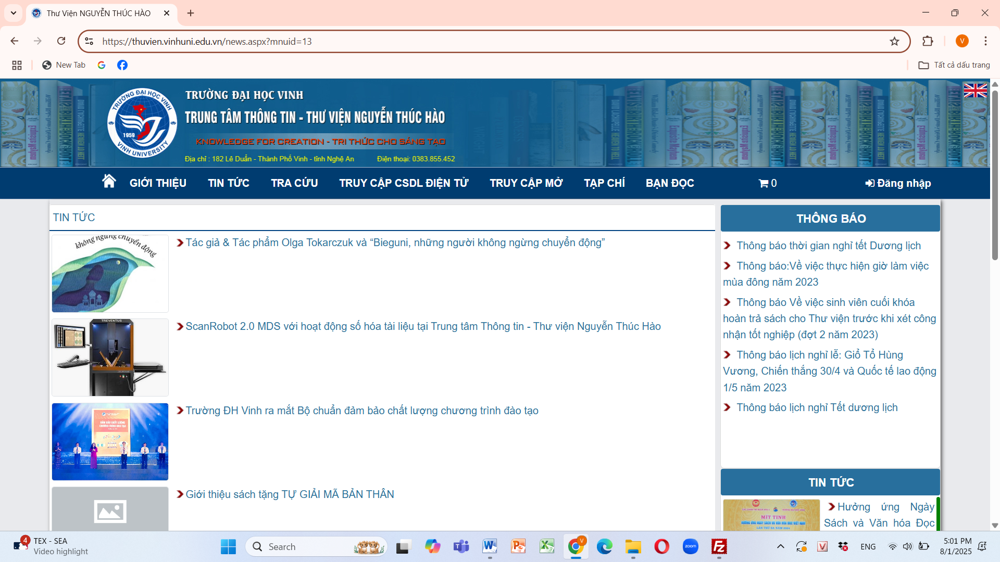 Thư Viện NGUYỄN THÚC HÀO
https://thuvien.vinhuni.edu.vn/news.aspx?mnuid=13
V
New Tab
Tất cả dấu trang
TRƯỜNG ĐẠI HỌC VINH
1959
VINH UNIVERSITY
TRƯỜNG ĐẠI HỌC VINH
TRUNG TÂM THÔNG TIN - THƯ VIỆN NGUYỄN THÚC HÀO
KNOWLEDGE FOR CREATION - TRI THỨC CHO SÁNG TẠO
Địa chỉ : 182 Lê Duẩn - Thành Phố Vinh - tỉnh Nghệ An Điện thoại: 0383.855.452
GIỚI THIỆU TIN TỨC TRA CỨU TRUY CẬP CSDL ĐIỆN TỬ TRUY CẬP MỞ TẠP CHÍ BẠN ĐỌC 0 Đăng nhập
TIN TỨC
không ngừng chuyển động
Tác giả & Tác phẩm Olga Tokarczuk và “Bieguni, những người không ngừng chuyển động”
TREVENTUS
ScanRobot 2.0 MDS với hoạt động số hóa tài liệu tại Trung tâm Thông tin - Thư viện Nguyễn Thúc Hào
Trường ĐH Vinh ra mắt Bộ chuẩn đảm bảo chất lượng chương trình đào tạo
Giới thiệu sách tặng TỰ GIẢI MÃ BẢN THÂN
THÔNG BÁO
Thông báo thời gian nghỉ tết Dương lịch
Thông báo:Về việc thực hiện giờ làm việc
mùa đông năm 2023
Thông báo Về việc sinh viên cuối khóa
hoàn trả sách cho Thư viện trước khi xét công
nhận tốt nghiệp (đợt 2 năm 2023)
Thông báo lịch nghỉ lễ: Giổ Tổ Hùng
Vương, Chiến thắng 30/4 và Quốc tế lao động
1/5 năm 2023
Thông báo lịch nghỉ Tết dương lịch
TIN TỨC
MÍT TINH
Hưởng ứng Ngày
Sách và Văn hóa Đọc
4
TEX - SEA
Video highlight
Search
zoom
ENG
5:01 PM
8/1/2025